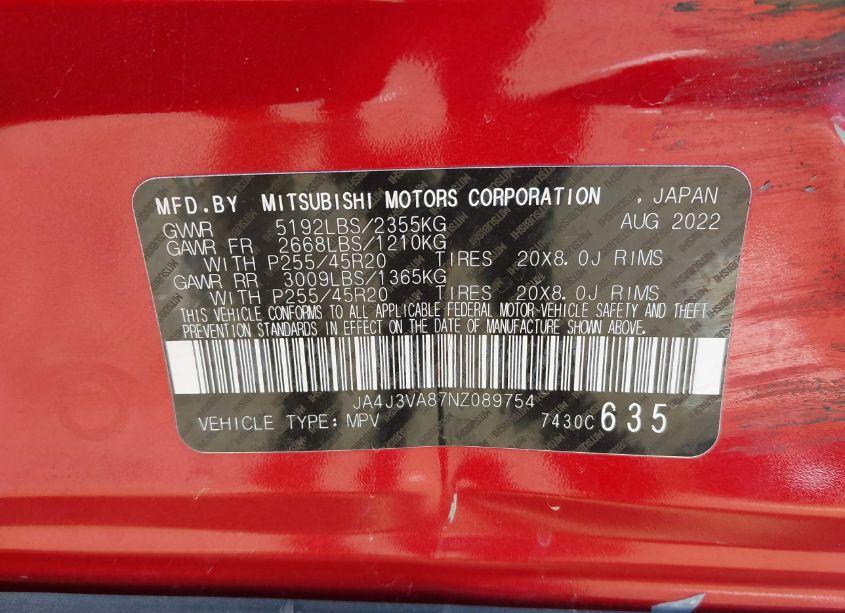 MFD.BY MITSUBISHI MOTORS CORPORATION , JAPAN
GVWR 5192LBS/2355KG AUG 2022
GAWR FR 2668LBS/1210KG
WITH P255/45R20 TIRES 20X8.0J RIMS
GAWR RR 3009LBS/1365KG
WITH P255/45R20 TIRES 20X8.0J RIMS
THIS VEHICLE CONFORMS TO ALL APPLICABLE FEDERAL MOTOR VEHICLE SAFETY AND THEFT
PREVENTION STANDARDS IN EFFECT ON THE DATE OF MANUFACTURE SHOWN ABOVE.
JA4J3VA87NZ089754
VEHICLE TYPE: MPV 7430C 635